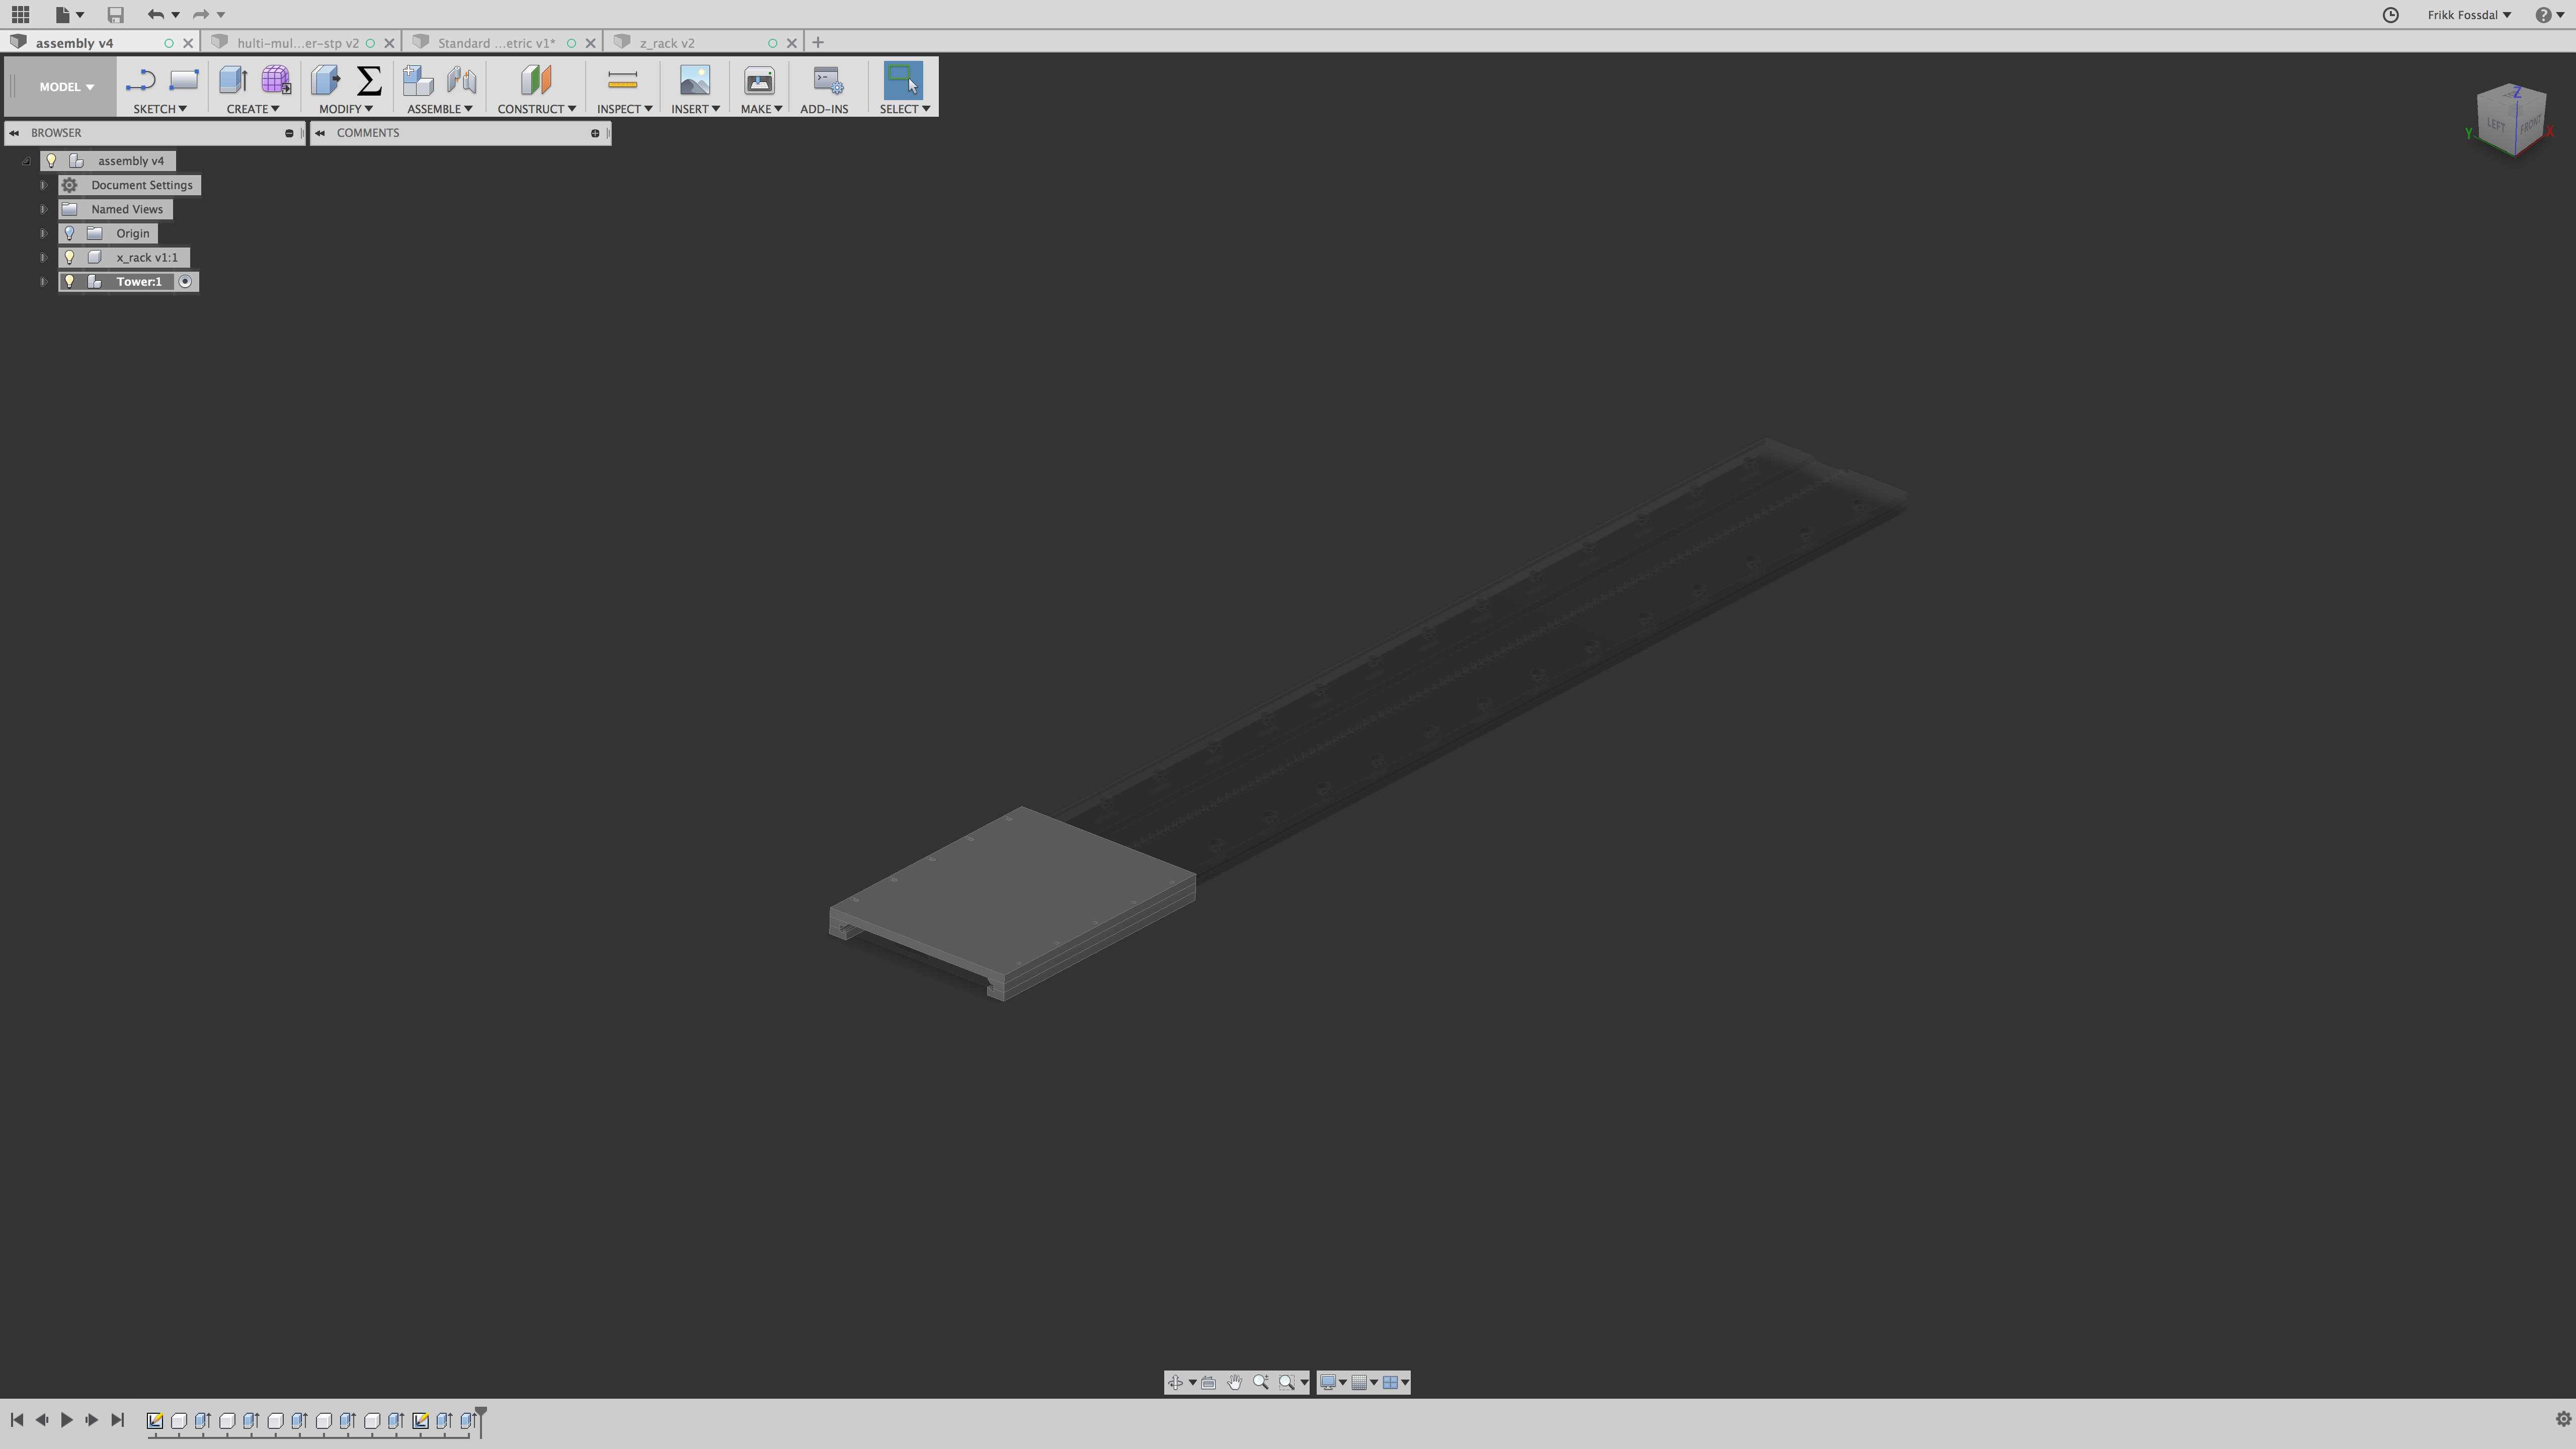 Frikk Fossdal
assembly v4
hulti-mul...er-stp v2
Standard ...etric v1*
z_rack v2
MODEL
SKETCH
CREATE
MODIFY
ASSEMBLE
CONSTRUCT
INSPECT
INSERT
MAKE
ADD-INS
SELECT
Z
LEFT
FRONT
Y
X
BROWSER
COMMENTS
assembly v4
Document Settings
Named Views
Origin
x_rack v1:1
Tower:1